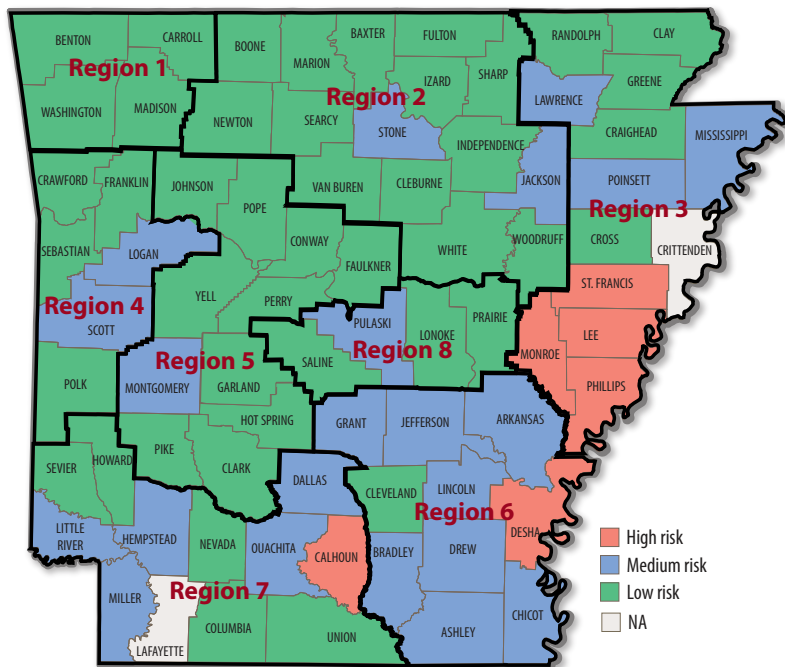 BENTON
CARROLL
BOONE
BAXTER
FULTON
RANDOLPH
CLAY
MARION
Region 1
IZARD
SHARP
GREENE
Region 2
LAWRENCE
WASHINGTON
MADISON
NEWTON
SEARCY
STONE
CRAIGHEAD
MISSISSIPPI
INDEPENDENCE
CRAWFORD
FRANKLIN
JOHNSON
VAN BUREN
CLEBURNE
JACKSON
POINSETT
POPE
Region 3
SEBASTIAN
LOGAN
CONWAY
WHITE
WOODRUFF
CROSS
CRITTENDEN
FAULKNER
ST. FRANCIS
YELL
PERRY
Region 4
SCOTT
PULASKI
PRAIRIE
LONOKE
LEE
MONROE
Region 5
SALINE
Region 8
POLK
MONTGOMERY
GARLAND
PHILLIPS
HOT SPRING
GRANT
JEFFERSON
ARKANSAS
PIKE
CLARK
SEVIER
HOWARD
DALLAS
CLEVELAND
LINCOLN
Region 6
DESHA
LITTLE
RIVER
HEMPSTEAD
NEVADA
OUACHITA
CALHOUN
BRADLEY
DREW
MILLER
Region 7
LAFAYETTE
COLUMBIA
UNION
ASHLEY
CHICOT
High risk
Medium risk
Low risk
NA